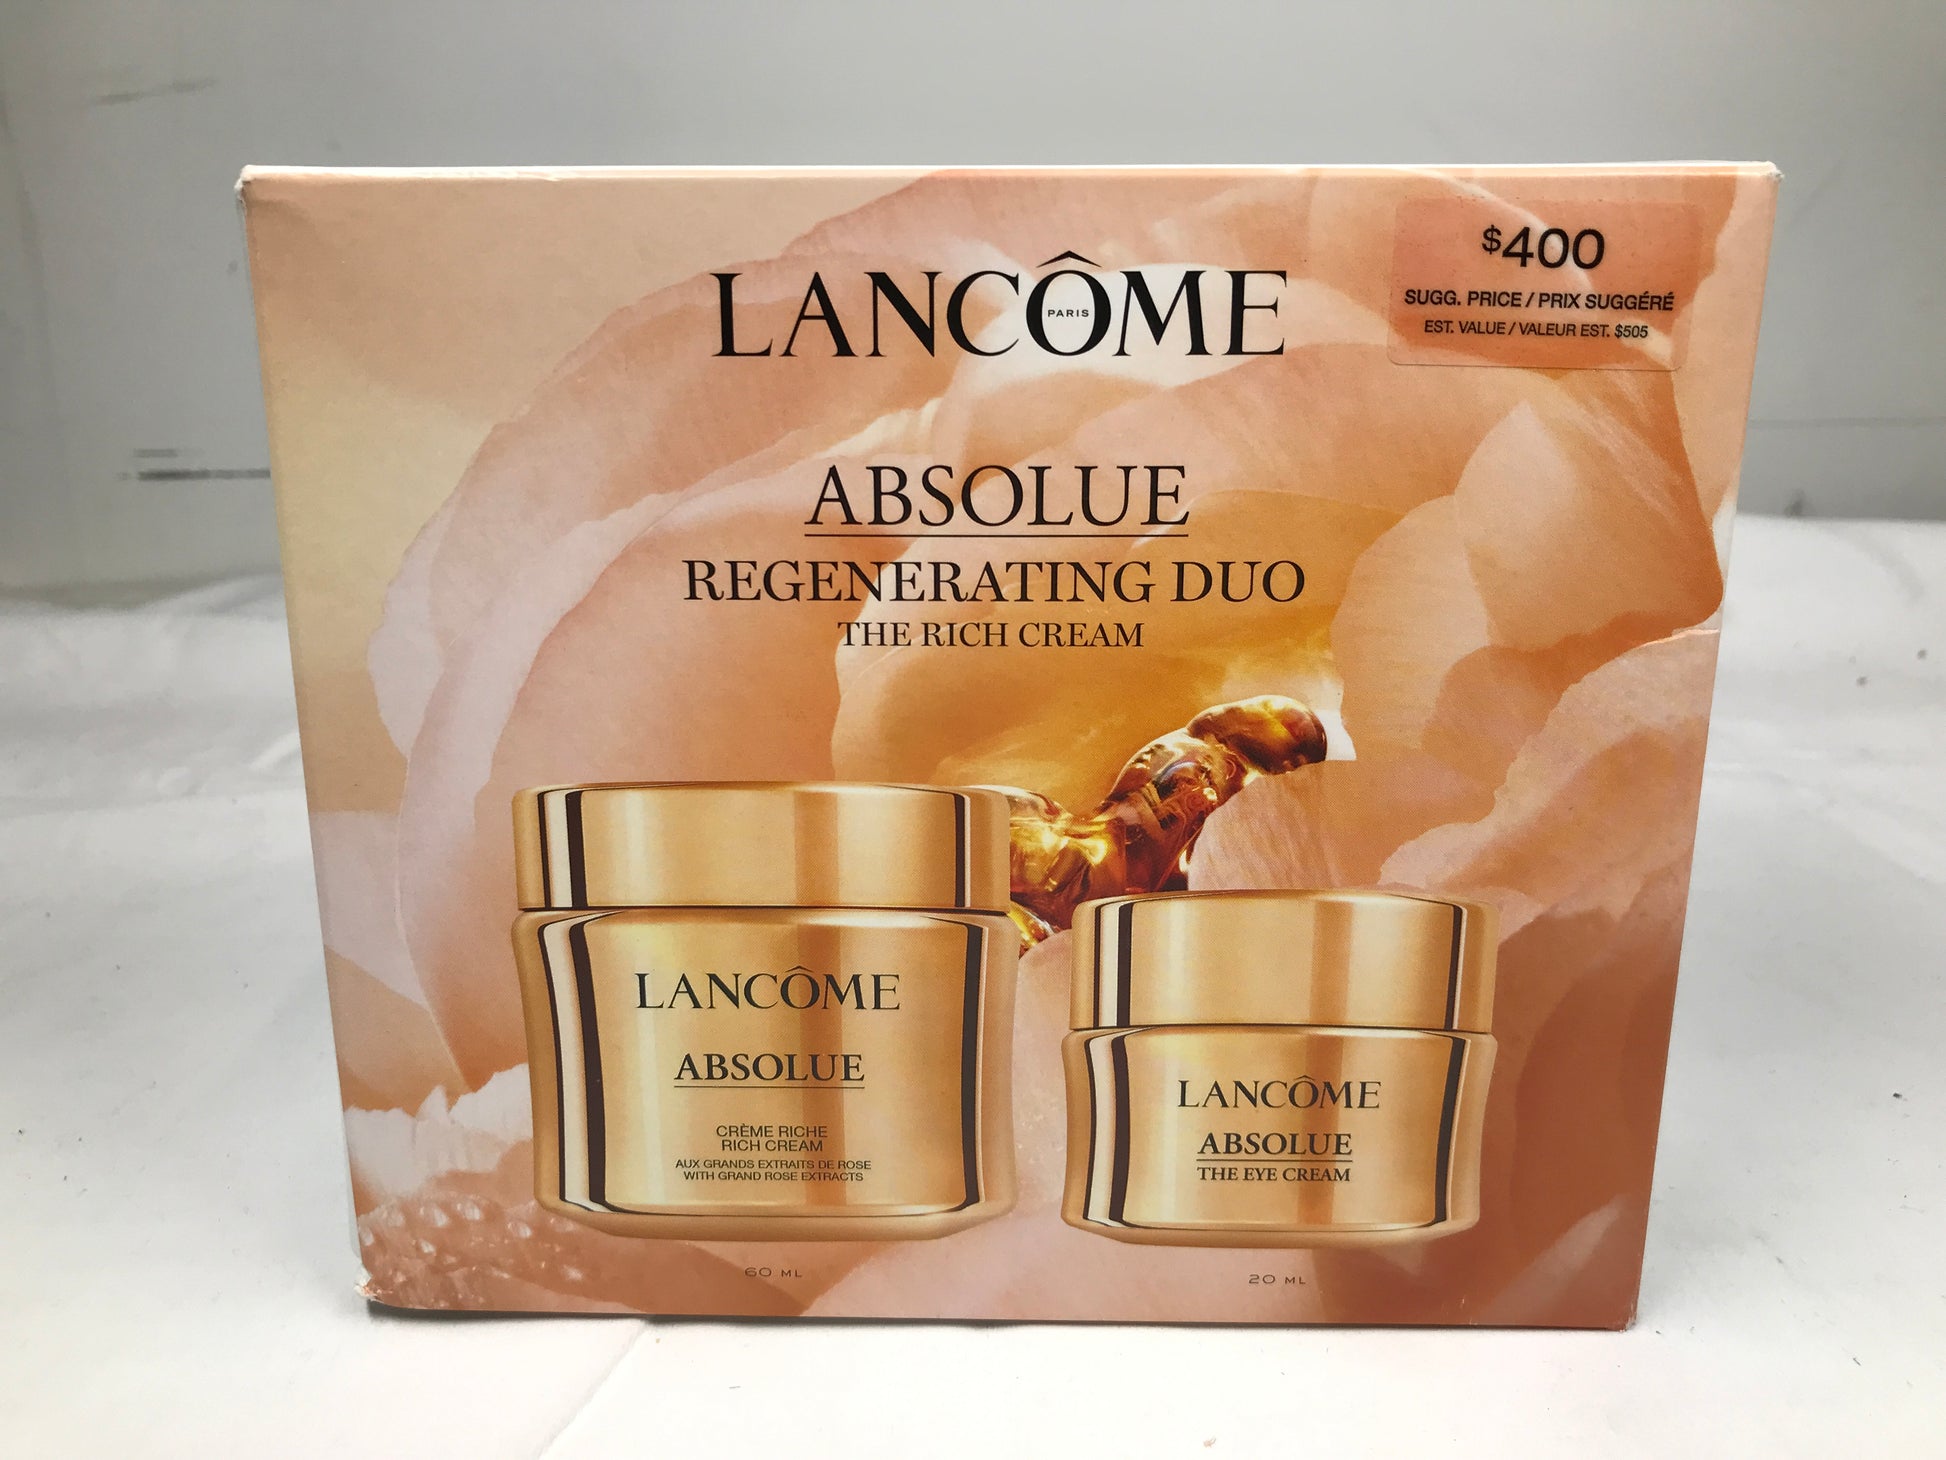 LANCÔME
PARIS
$400
SUGG. PRICE / PRIX SUGGÉRÉ
EST. VALUE / VALEUR EST. $505
ABSOLUE
REGENERATING DUO
THE RICH CREAM
LANCÔME
ABSOLUE
CRÈME RICHE
RICH CREAM
AUX GRANDS EXTRAITS DE ROSE
WITH GRAND ROSE EXTRACTS
60 ML
LANCÔME
ABSOLUE
THE EYE CREAM
20 ML